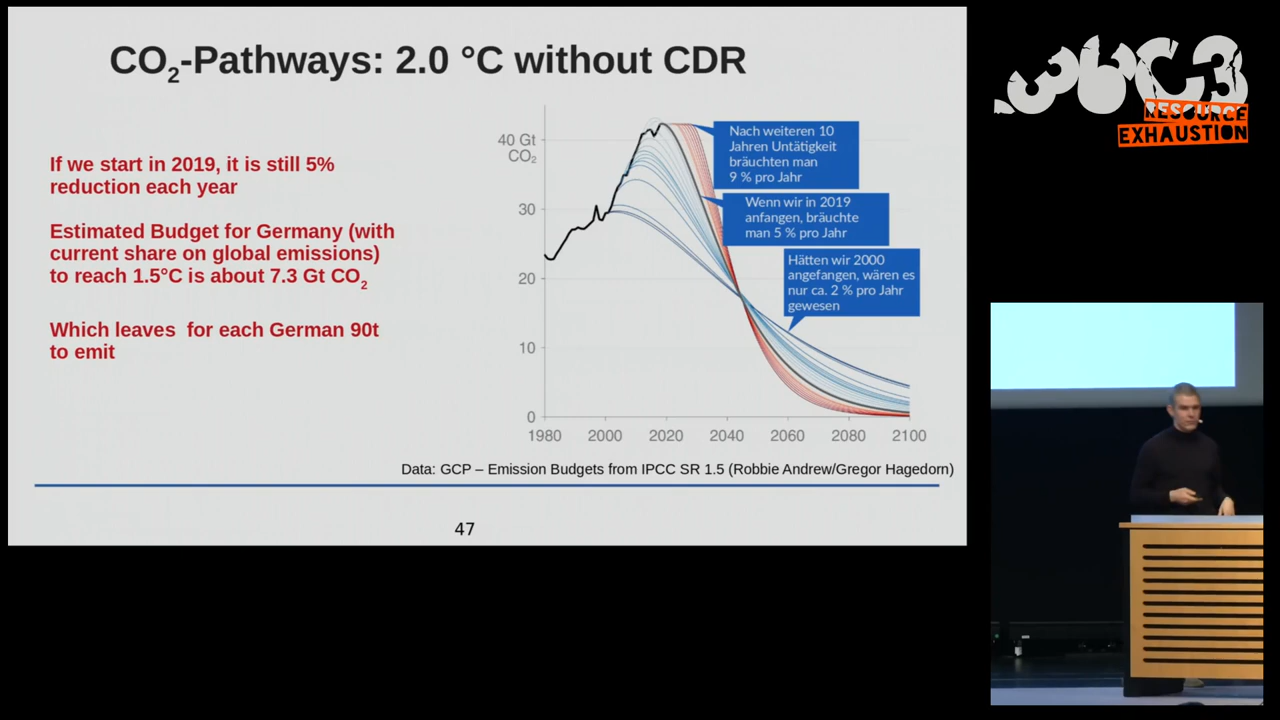 CO₂-Pathways: 2.0 °C without CDR
If we start in 2019, it is still 5%
reduction each year
Estimated Budget for Germany (with
current share on global emissions)
to reach 1.5°C is about 7.3 Gt CO₂
Which leaves  for each German 90t
to emit
40 Gt
CO₂
30
20
10
0
1980
2000
2020
2040
2060
2080
2100
Nach weiteren 10
Jahren Untätigkeit
bräuchten man
9 % pro Jahr
Wenn wir in 2019
anfangen, bräuchte
man 5 % pro Jahr
Hätten wir 2000
angefangen, wären es
nur ca. 2 % pro Jahr
gewesen
Data: GCP – Emission Budgets from IPCC SR 1.5 (Robbie Andrew/Gregor Hagedorn)
47
36C3
RESOURCE
EXHAUSTION